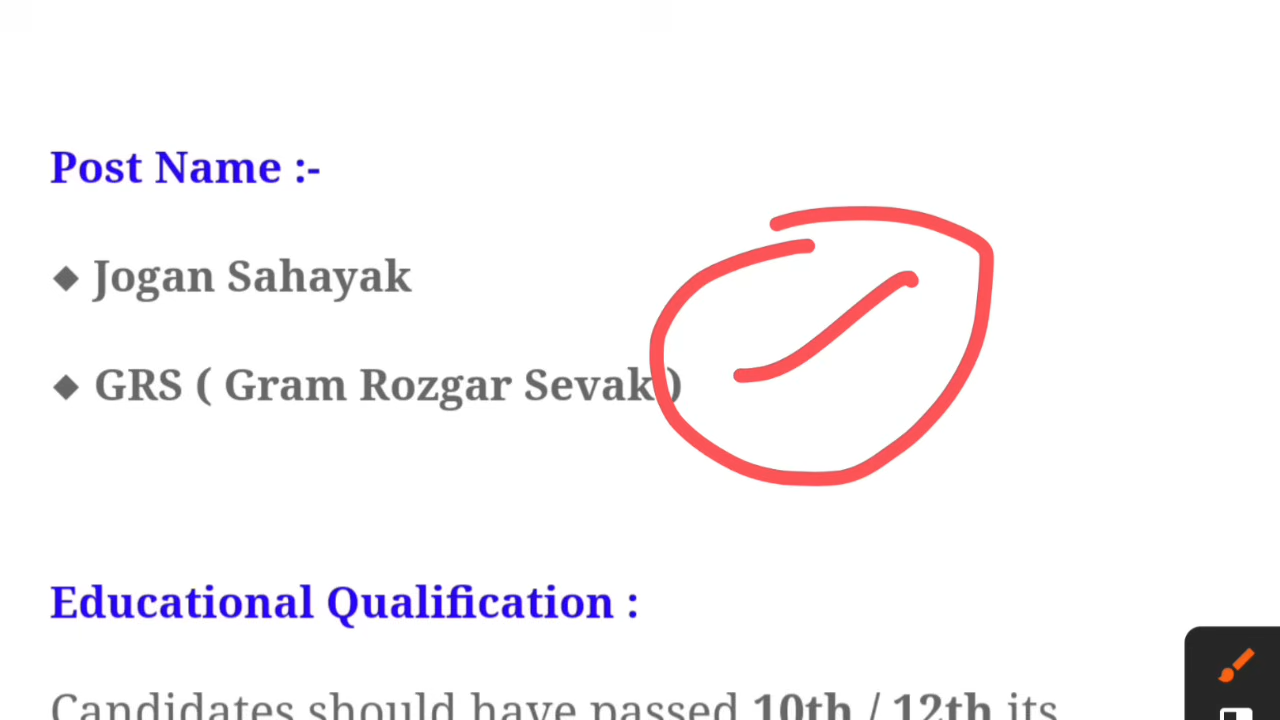 Post Name :-
◆ Jogan Sahayak
◆ GRS ( Gram Rozgar Sevak )
Educational Qualification :
Candidates should have passed 10th / 12th its